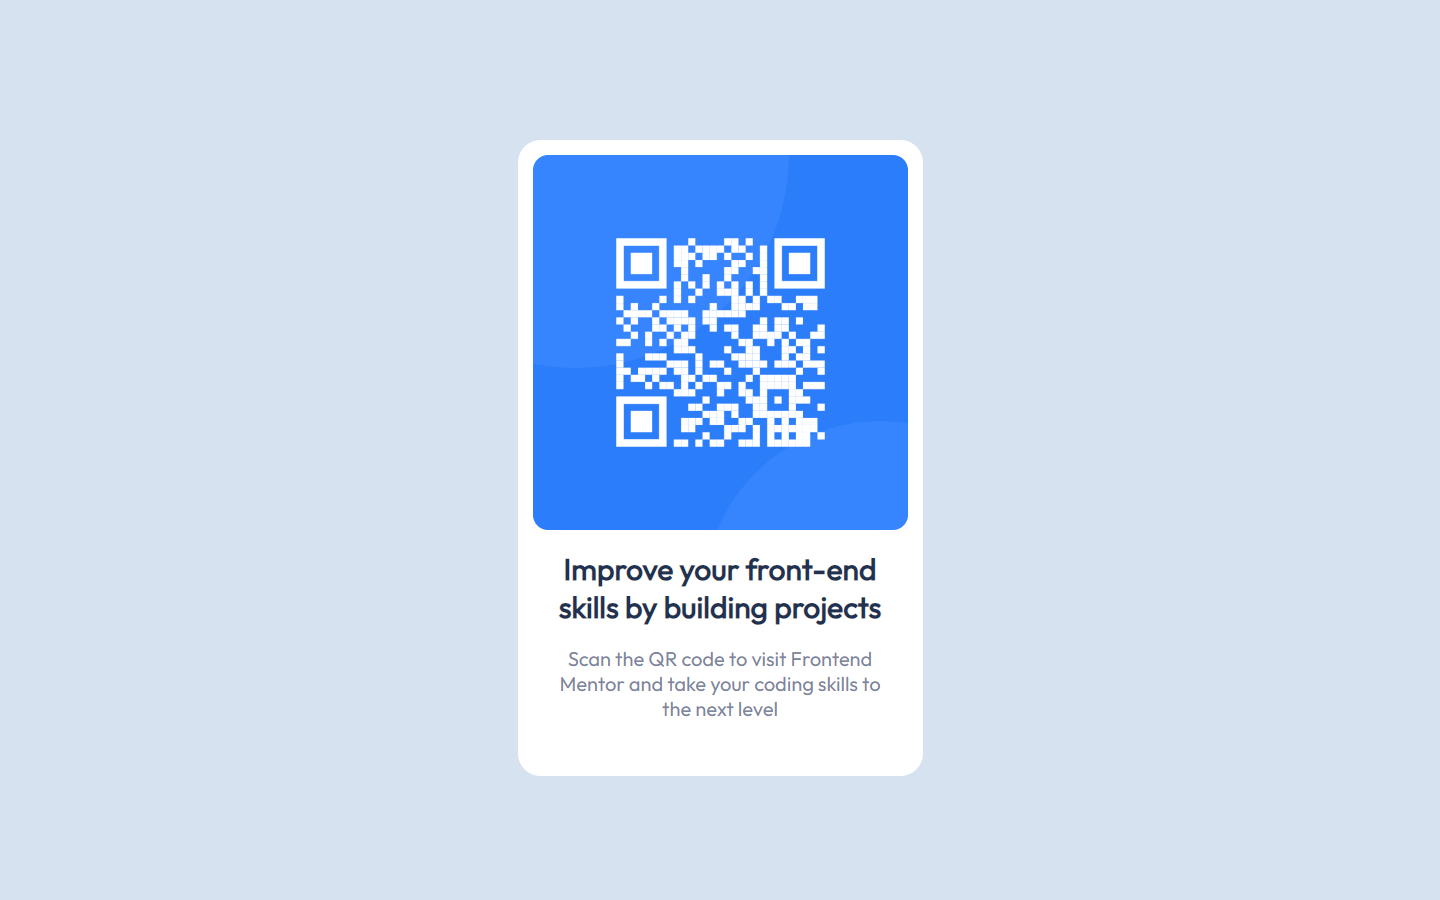 Improve your front-end
skills by building projects
Scan the QR code to visit Frontend
Mentor and take your coding skills to
the next level